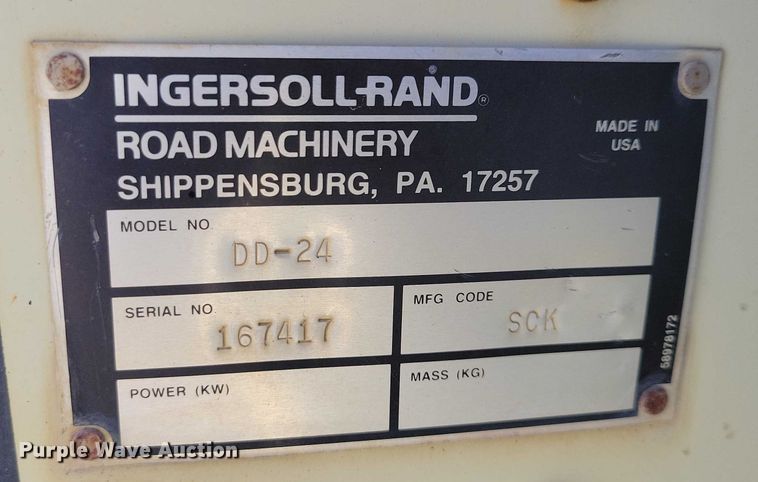 INGERSOLL-RAND®
ROAD MACHINERY
SHIPPENSBURG, PA. 17257
MADE IN
USA
MODEL NO.
DD-24
SERIAL NO.
167417
MFG CODE
SCK
POWER (KW)
MASS (KG)
58978172
Purple Wave Auction